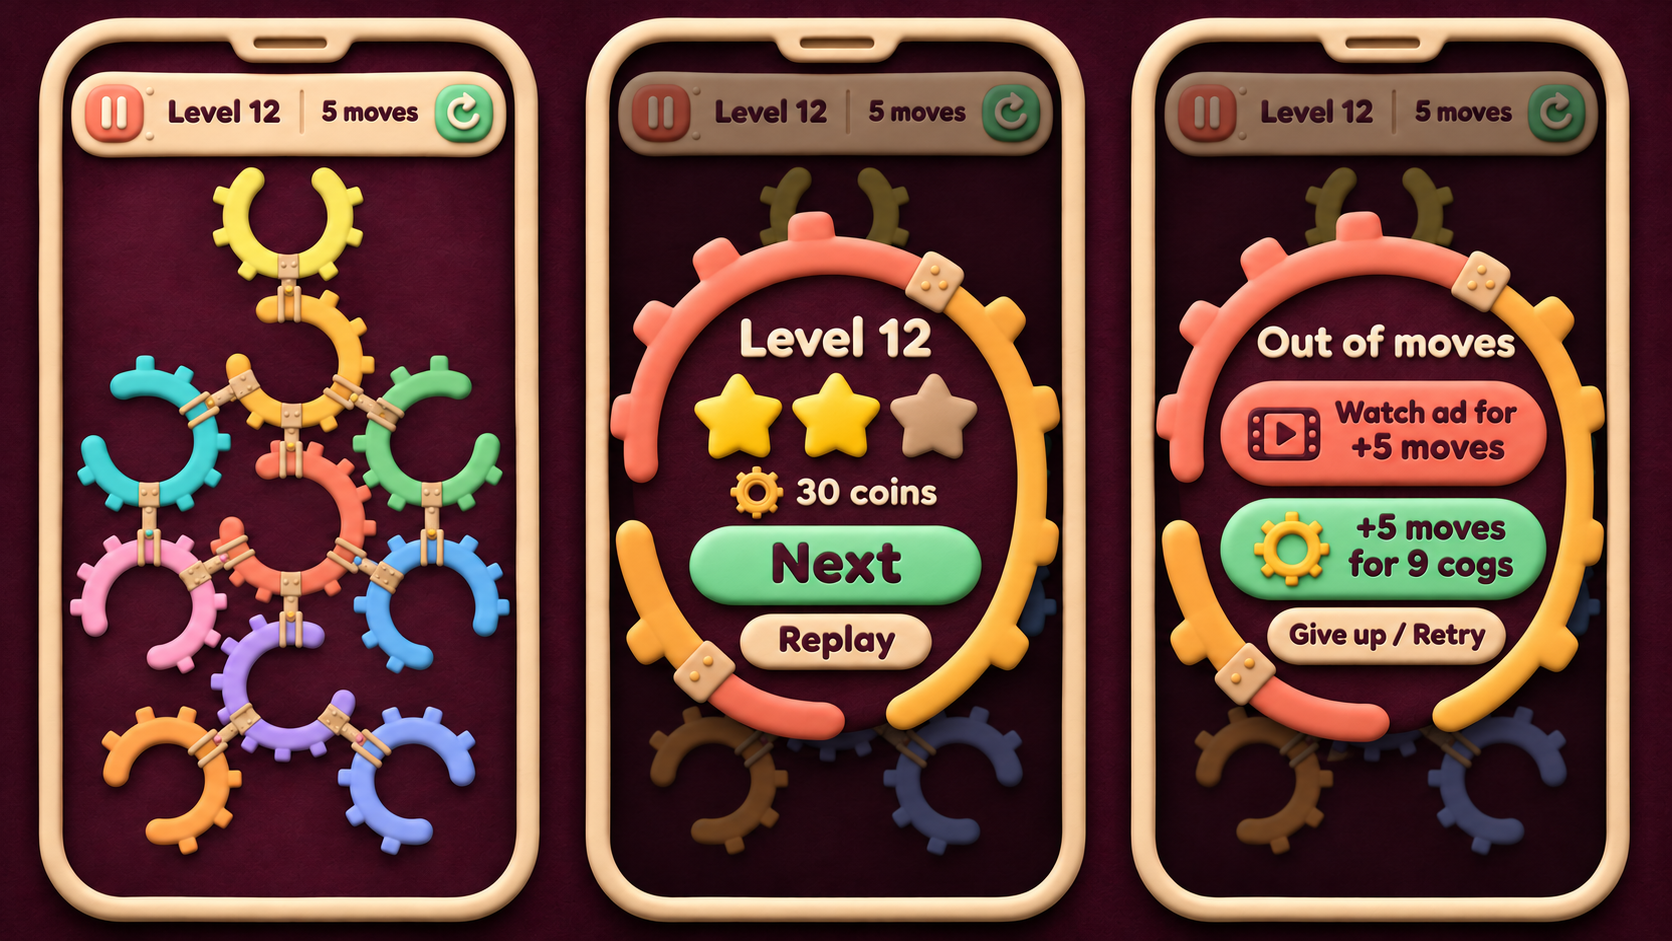 Level 12
5 moves
Level 12
5 moves
Level 12
30 coins
Next
Replay
Level 12
5 moves
Out of moves
Watch ad for
+5 moves
+5 moves
for 9 cogs
Give up / Retry